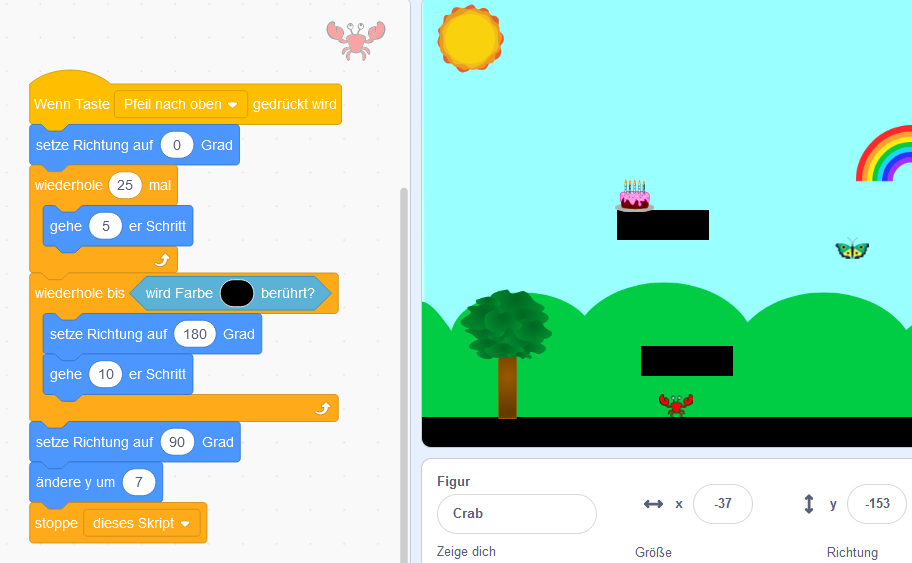 Wenn Taste Pfeil nach oben gedrückt wird
setze Richtung auf 0 Grad
wiederhole 25 mal
gehe 5 er Schritt
wiederhole bis wird Farbe berührt?
setze Richtung auf 180 Grad
gehe 10 er Schritt
setze Richtung auf 90 Grad
ändere y um 7
stoppe dieses Skript
Figur
Crab
x -37
y -153
Zeige dich
Größe
Richtung